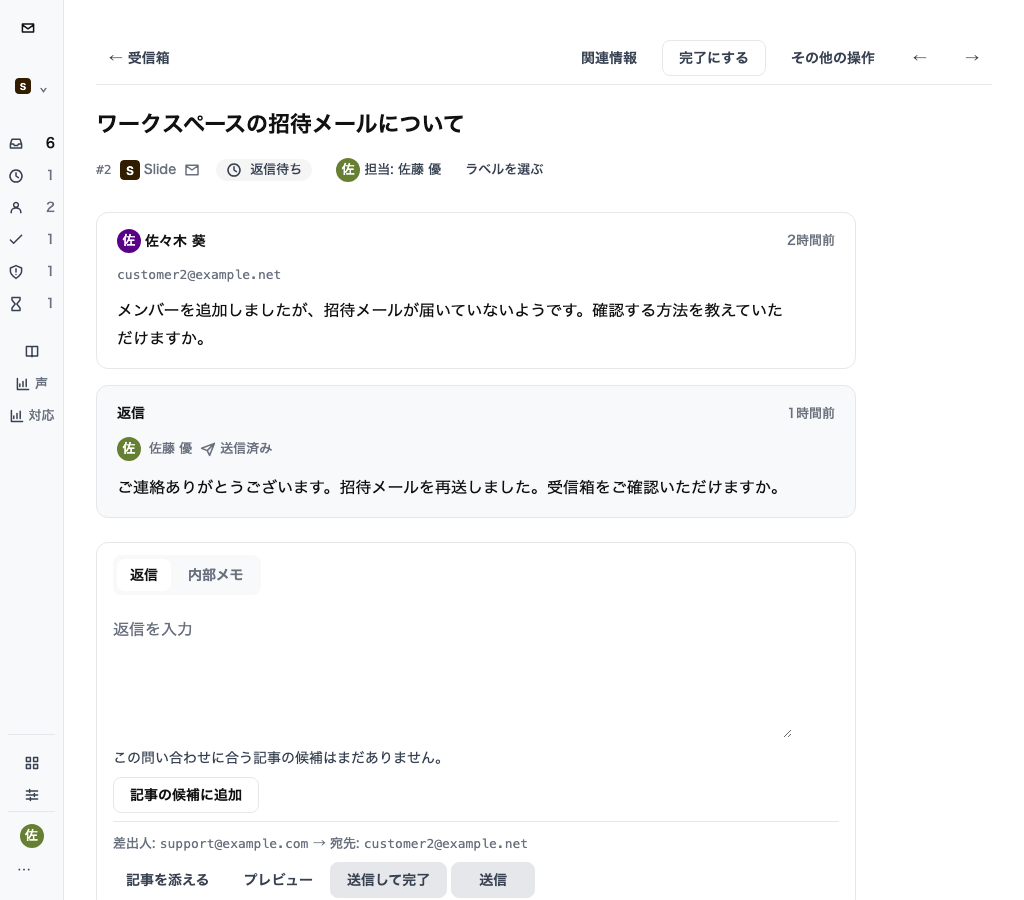 S
6
1
2
1
1
1
声
対応
佐
…
← 受信箱
関連情報
完了にする
その他の操作
←
→
ワークスペースの招待メールについて
#2 S Slide 返信待ち 佐 担当: 佐藤 優 ラベルを選ぶ
佐 佐々木 葵 2時間前
customer2@example.net
メンバーを追加しましたが、招待メールが届いていないようです。確認する方法を教えていた
だけますか。
返信 1時間前
佐 佐藤 優 送信済み
ご連絡ありがとうございます。招待メールを再送しました。受信箱をご確認いただけますか。
返信 内部メモ
返信を入力
この問い合わせに合う記事の候補はまだありません。
記事の候補に追加
差出人: support@example.com → 宛先: customer2@example.net
記事を添える プレビュー 送信して完了 送信